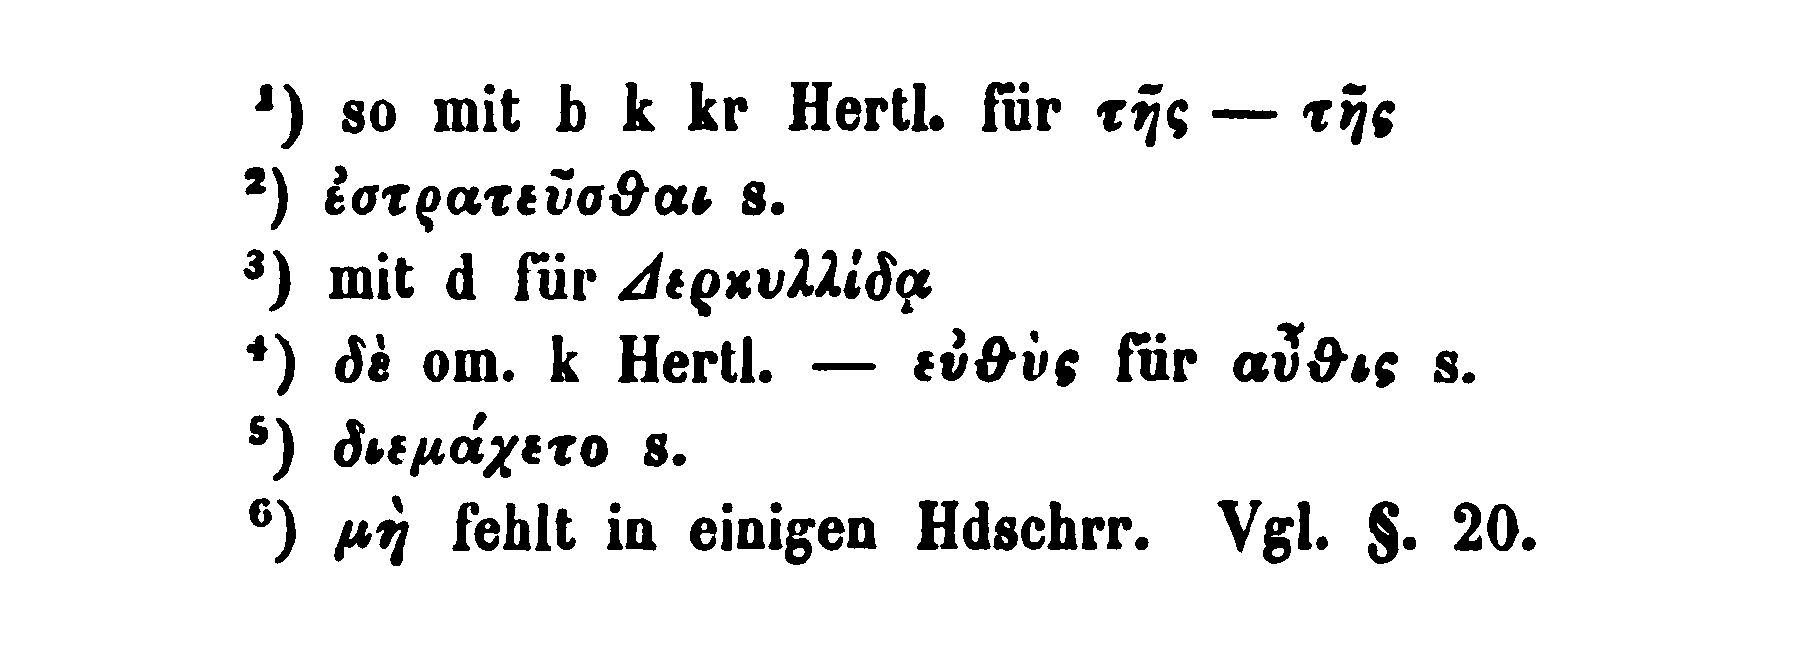 ¹) so mit b k kr Hertl. für τῆς — τῆς
²) ἐστρατεῦσθαι s.
³) mit d für Δερκυλλίδᾳ
⁴) δὲ om. k Hertl. — εὐθὺς für αὖθις s.
⁵) διεμάχετο s.
⁶) μὴ fehlt in einigen Hdschrr. Vgl. §. 20.